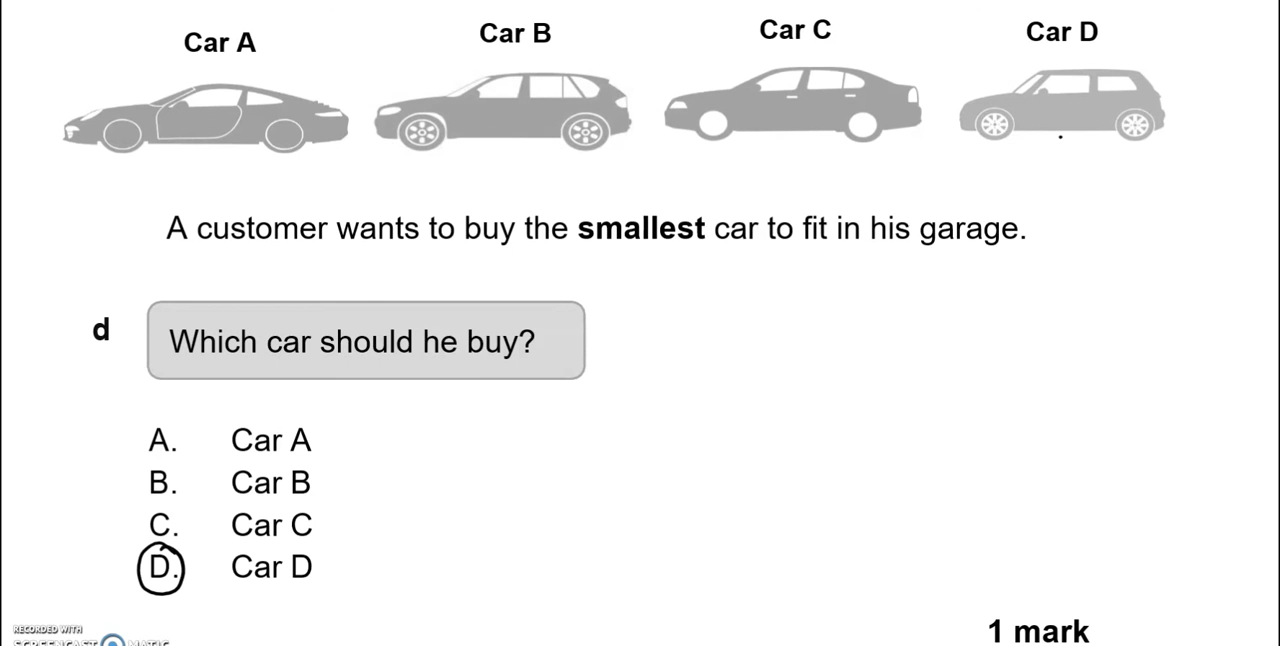 Car A
Car B
Car C
Car D
A customer wants to buy the smallest car to fit in his garage.
d
Which car should he buy?
A. Car A
B. Car B
C. Car C
D. Car D
1 mark
RECORDED WITH